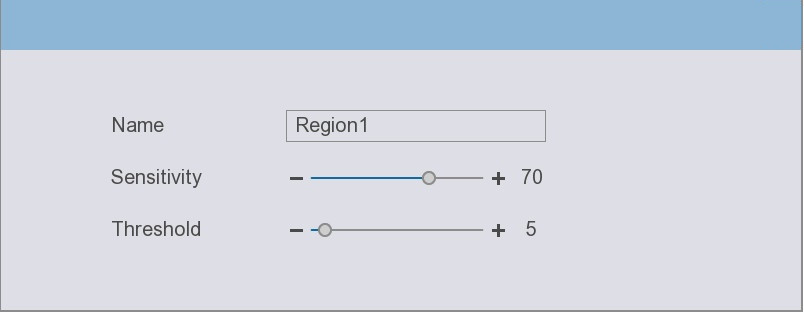 Name Region1
Sensitivity − + 70
Threshold − + 5